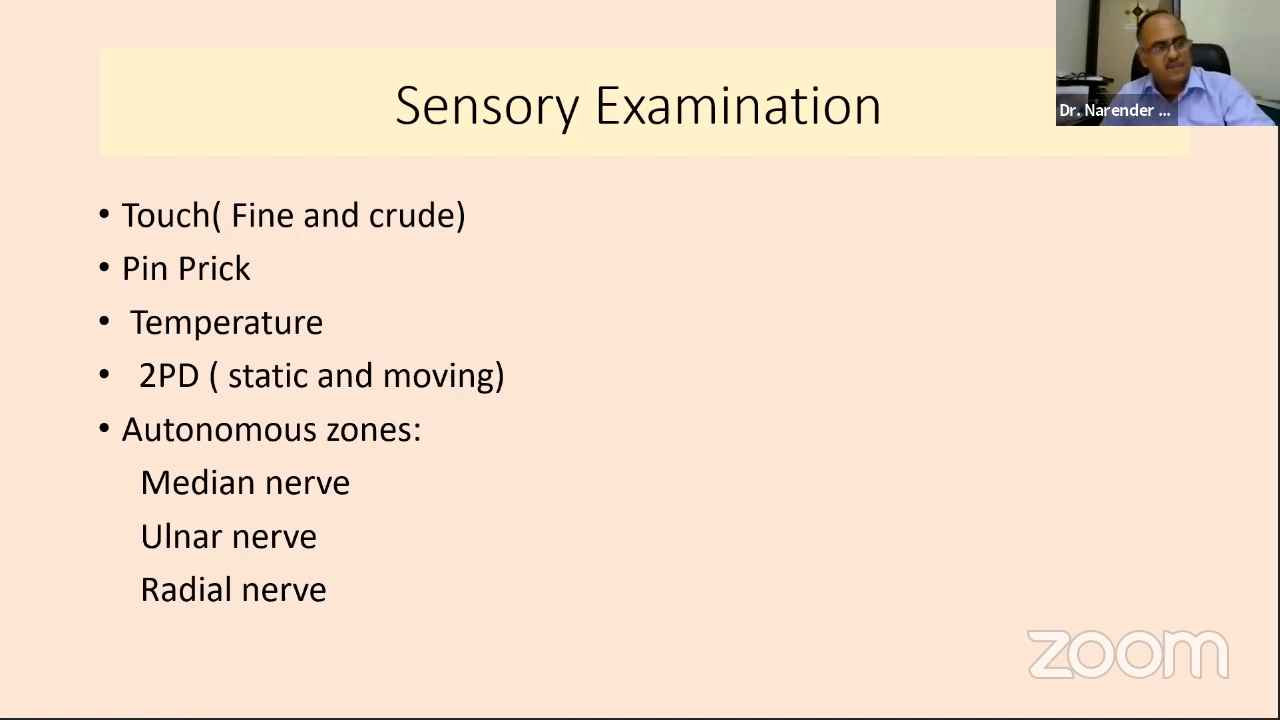 Sensory Examination
Dr. Narender ...
• Touch( Fine and crude)
• Pin Prick
• Temperature
• 2PD ( static and moving)
• Autonomous zones:
Median nerve
Ulnar nerve
Radial nerve
zoom